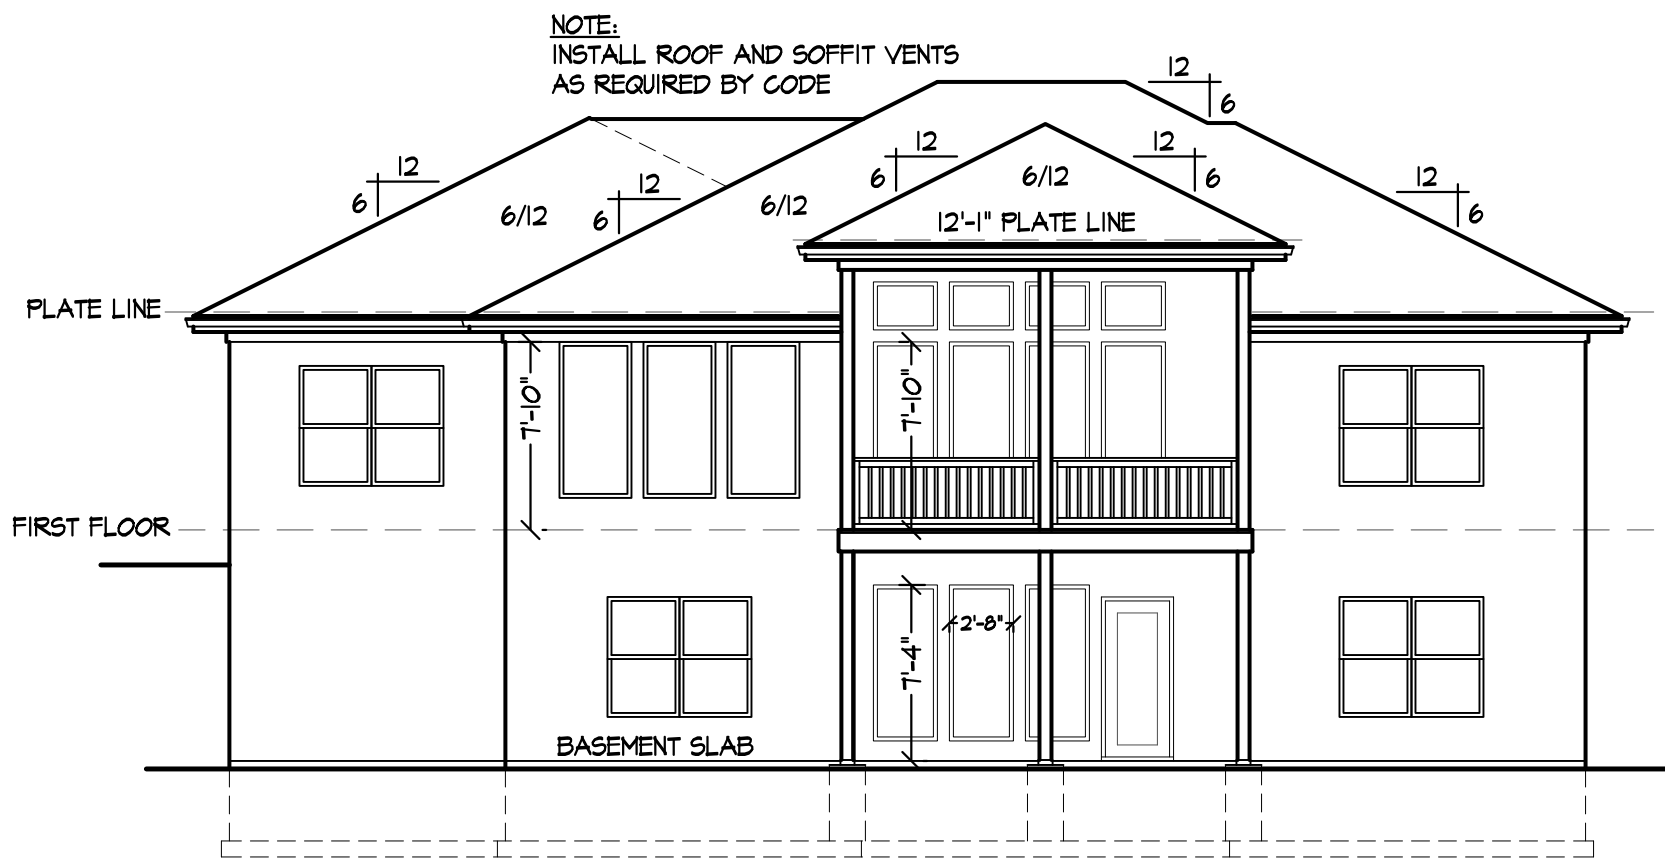 NOTE:
INSTALL ROOF AND SOFFIT VENTS
AS REQUIRED BY CODE
12
6
12
6
12
6
12
6
12
6
12
6
6/12
6/12
6/12
12'-1" PLATE LINE
PLATE LINE
7'-10"
7'-10"
FIRST FLOOR
2'-8"
7'-4"
BASEMENT SLAB